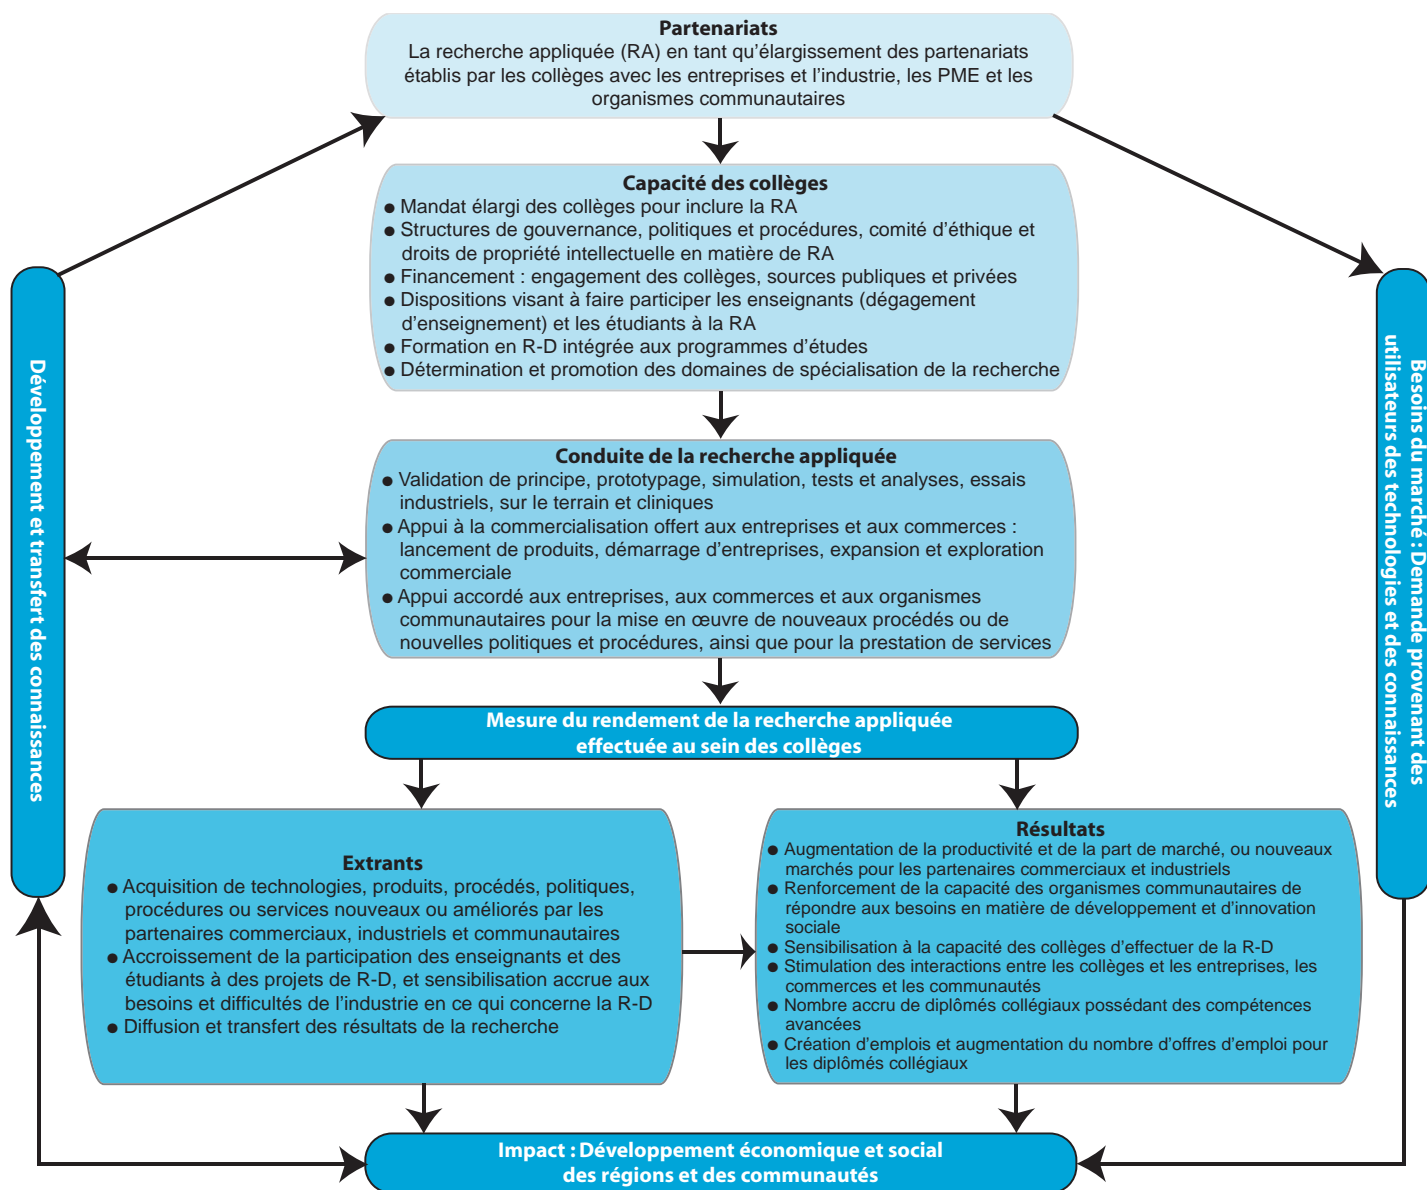 Partenariats
La recherche appliquée (RA) en tant qu’élargissement des partenariats
établis par les collèges avec les entreprises et l’industrie, les PME et les
organismes communautaires
Capacité des collèges
● Mandat élargi des collèges pour inclure la RA
● Structures de gouvernance, politiques et procédures, comité d’éthique et
droits de propriété intellectuelle en matière de RA
● Financement : engagement des collèges, sources publiques et privées
● Dispositions visant à faire participer les enseignants (dégagement
d’enseignement) et les étudiants à la RA
● Formation en R-D intégrée aux programmes d’études
● Détermination et promotion des domaines de spécialisation de la recherche
Développement et transfert des connaissances
Besoins du marché : Demande provenant des
utilisateurs des technologies et des connaissances
Conduite de la recherche appliquée
● Validation de principe, prototypage, simulation, tests et analyses, essais
industriels, sur le terrain et cliniques
● Appui à la commercialisation offert aux entreprises et aux commerces :
lancement de produits, démarrage d’entreprises, expansion et exploration
commerciale
● Appui accordé aux entreprises, aux commerces et aux organismes
communautaires pour la mise en œuvre de nouveaux procédés ou de
nouvelles politiques et procédures, ainsi que pour la prestation de services
Mesure du rendement de la recherche appliquée
effectuée au sein des collèges
Extrants
● Acquisition de technologies, produits, procédés, politiques,
procédures ou services nouveaux ou améliorés par les
partenaires commerciaux, industriels et communautaires
● Accroissement de la participation des enseignants et des
étudiants à des projets de R-D, et sensibilisation accrue aux
besoins et difficultés de l’industrie en ce qui concerne la R-D
● Diffusion et transfert des résultats de la recherche
Résultats
● Augmentation de la productivité et de la part de marché, ou nouveaux
marchés pour les partenaires commerciaux et industriels
● Renforcement de la capacité des organismes communautaires de
répondre aux besoins en matière de développement et d’innovation
sociale
● Sensibilisation à la capacité des collèges d’effectuer de la R-D
● Stimulation des interactions entre les collèges et les entreprises, les
commerces et les communautés
● Nombre accru de diplômés collégiaux possédant des compétences
avancées
● Création d’emplois et augmentation du nombre d’offres d’emploi pour
les diplômés collégiaux
Impact : Développement économique et social
des régions et des communautés